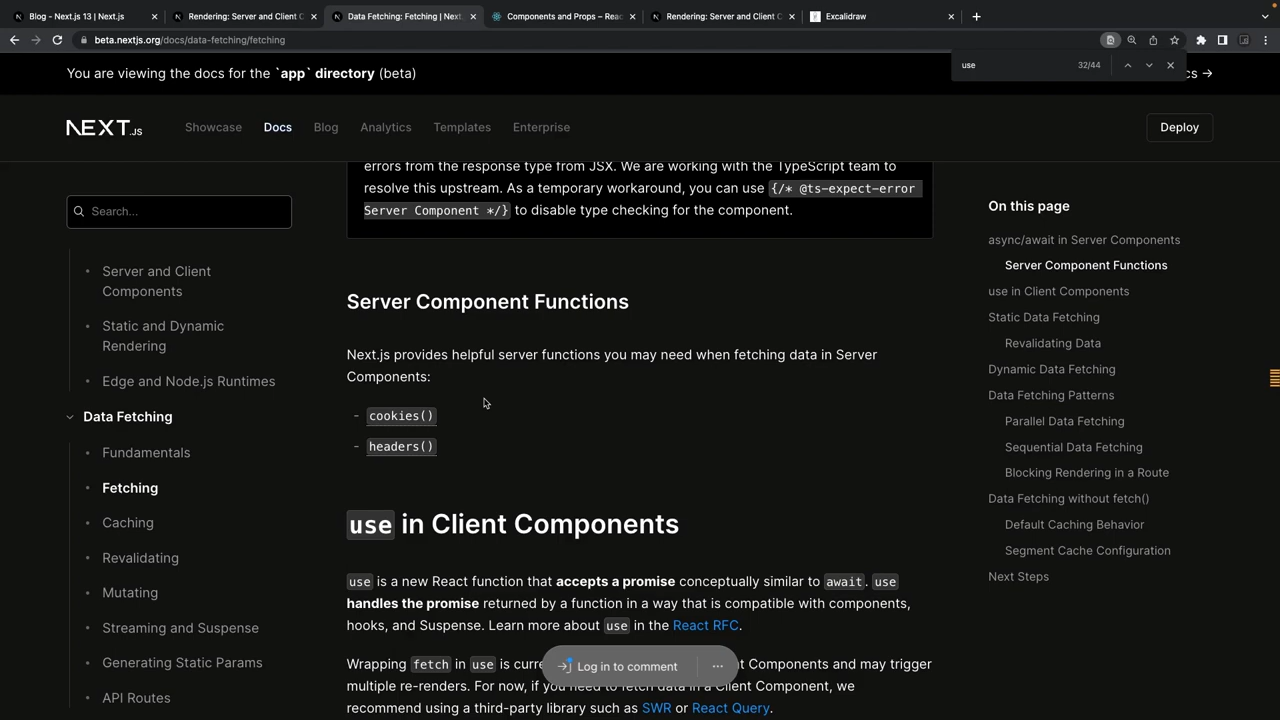 Blog - Next.js 13 | Next.js
Rendering: Server and Client C
Data Fetching: Fetching | Next.
Components and Props – Reac
Rendering: Server and Client C
Excalidraw
beta.nextjs.org/docs/data-fetching/fetching
use
32/44
You are viewing the docs for the `app` directory (beta)
cs →
NEXT.JS
Showcase
Docs
Blog
Analytics
Templates
Enterprise
Deploy
Search...
Server and Client
Components
Static and Dynamic
Rendering
Edge and Node.js Runtimes
Data Fetching
Fundamentals
Fetching
Caching
Revalidating
Mutating
Streaming and Suspense
Generating Static Params
API Routes
errors from the response type from JSX. We are working with the TypeScript team to
resolve this upstream. As a temporary workaround, you can use {/* @ts-expect-error
Server Component */} to disable type checking for the component.
Server Component Functions
Next.js provides helpful server functions you may need when fetching data in Server
Components:
- cookies()
- headers()
use in Client Components
use is a new React function that accepts a promise conceptually similar to await. use
handles the promise returned by a function in a way that is compatible with components,
hooks, and Suspense. Learn more about use in the React RFC.
Wrapping fetch in use is curre t Components and may trigger
multiple re-renders. For now, if you need to fetch data in a Client Component, we
recommend using a third-party library such as SWR or React Query.
Log in to comment
On this page
async/await in Server Components
Server Component Functions
use in Client Components
Static Data Fetching
Revalidating Data
Dynamic Data Fetching
Data Fetching Patterns
Parallel Data Fetching
Sequential Data Fetching
Blocking Rendering in a Route
Data Fetching without fetch()
Default Caching Behavior
Segment Cache Configuration
Next Steps